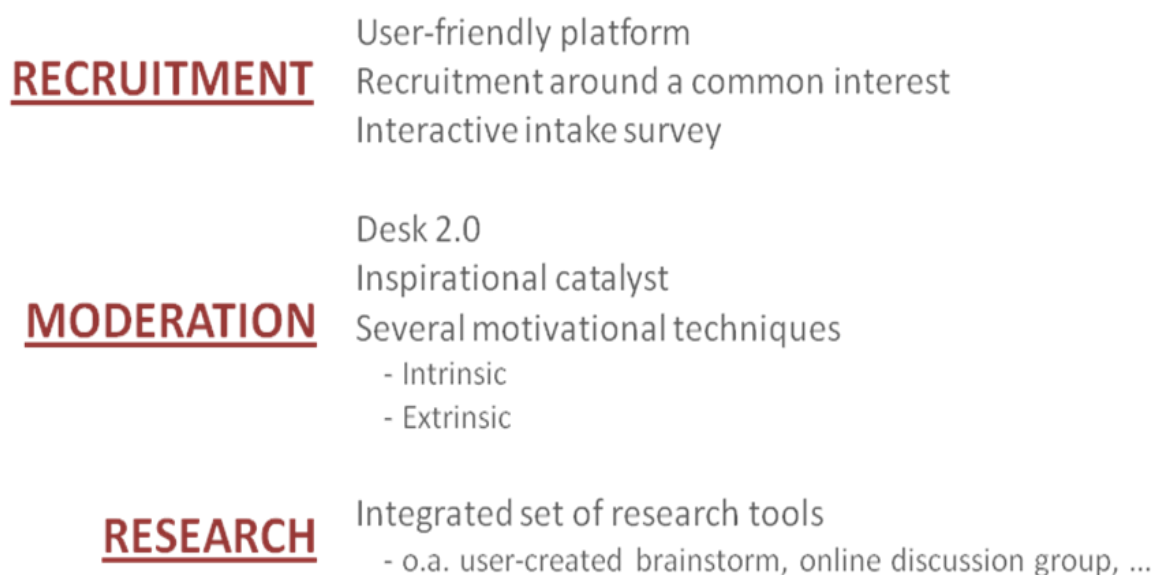 RECRUITMENT
User-friendly platform
Recruitment around a common interest
Interactive intake survey
MODERATION
Desk 2.0
Inspirational catalyst
Several motivational techniques
- Intrinsic
- Extrinsic
RESEARCH
Integrated set of research tools
- o.a. user-created brainstorm, online discussion group, ...